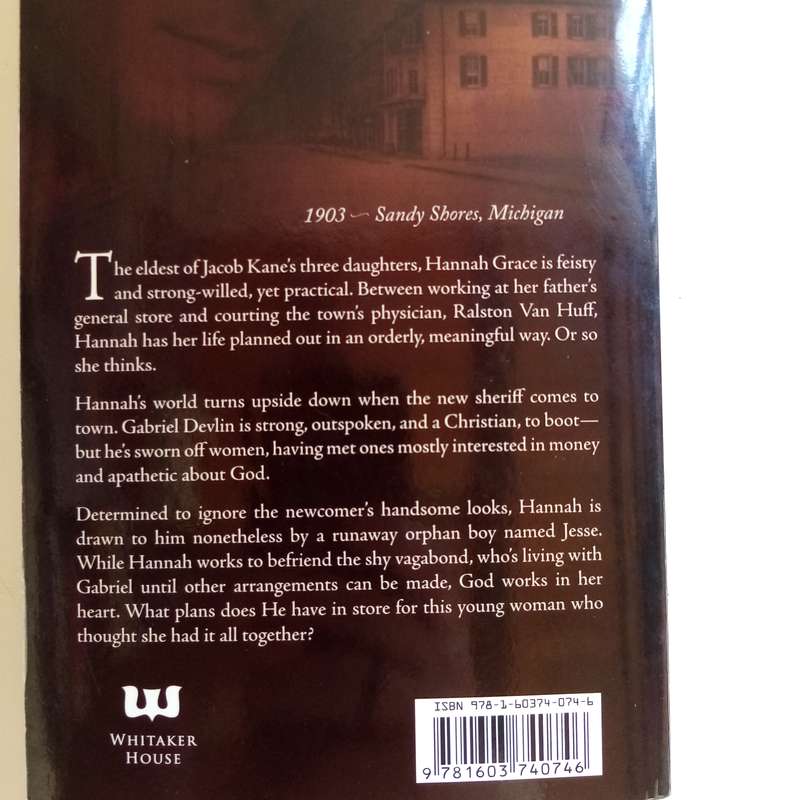 1903 ~ Sandy Shores, Michigan
The eldest of Jacob Kane's three daughters, Hannah Grace is feisty
and strong-willed, yet practical. Between working at her father's
general store and courting the town's physician, Ralston Van Huff,
Hannah has her life planned out in an orderly, meaningful way. Or so
she thinks.
Hannah's world turns upside down when the new sheriff comes to
town. Gabriel Devlin is strong, outspoken, and a Christian, to boot—
but he's sworn off women, having met ones mostly interested in money
and apathetic about God.
Determined to ignore the newcomer's handsome looks, Hannah is
drawn to him nonetheless by a runaway orphan boy named Jesse.
While Hannah works to befriend the shy vagabond, who's living with
Gabriel until other arrangements can be made, God works in her
heart. What plans does He have in store for this young woman who
thought she had it all together?
WHITAKER
HOUSE
ISBN 978-1-60374-074-6
9 781603 740746